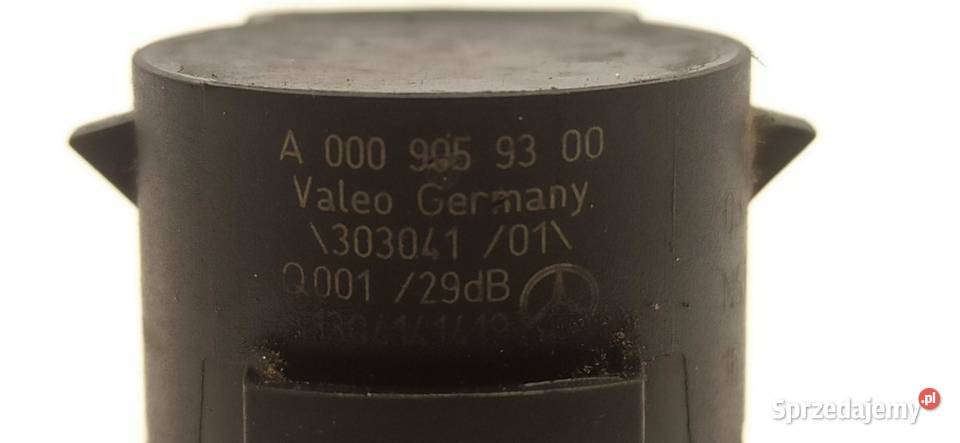 A 000 905 93 00
Valeo Germany
\303041 /01\
Q001 /29dB
Sprzedajemy.pl